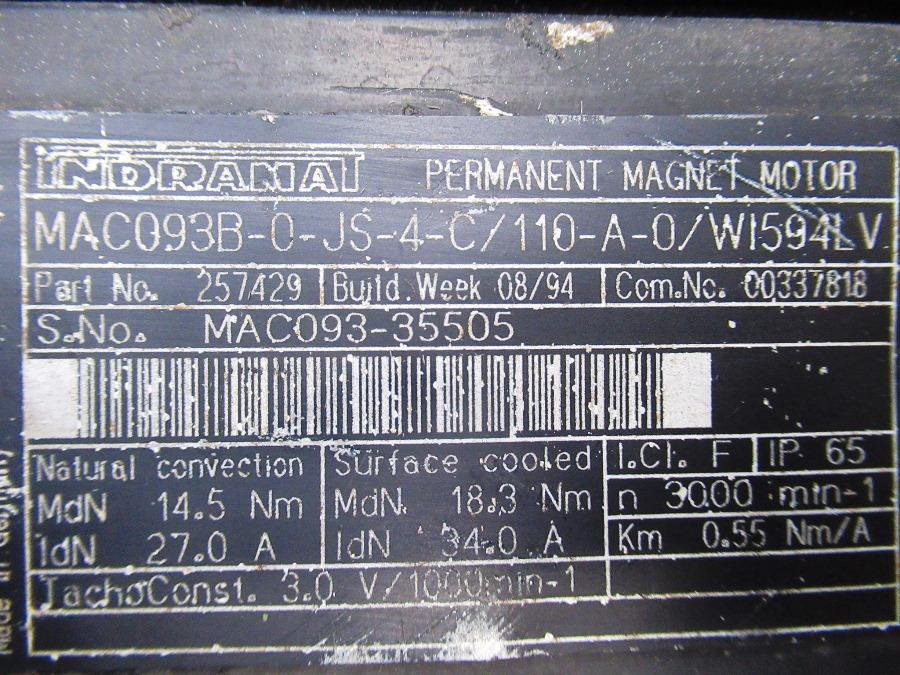 INDRAMAT PERMANENT MAGNET MOTOR
MAC093B-0-JS-4-C/110-A-0/WI594LV
Part No. 257429 Build.Week 08/94 Com.No. 00337818
S.No. MAC093-35505
Natural convection Surface cooled I.Cl. F IP 65
MdN 14.5 Nm MdN 18.3 Nm n 3000 min-1
IdN 27.0 A IdN 34.0 A Km 0.55 Nm/A
TachoConst. 3.0 V/1000min-1